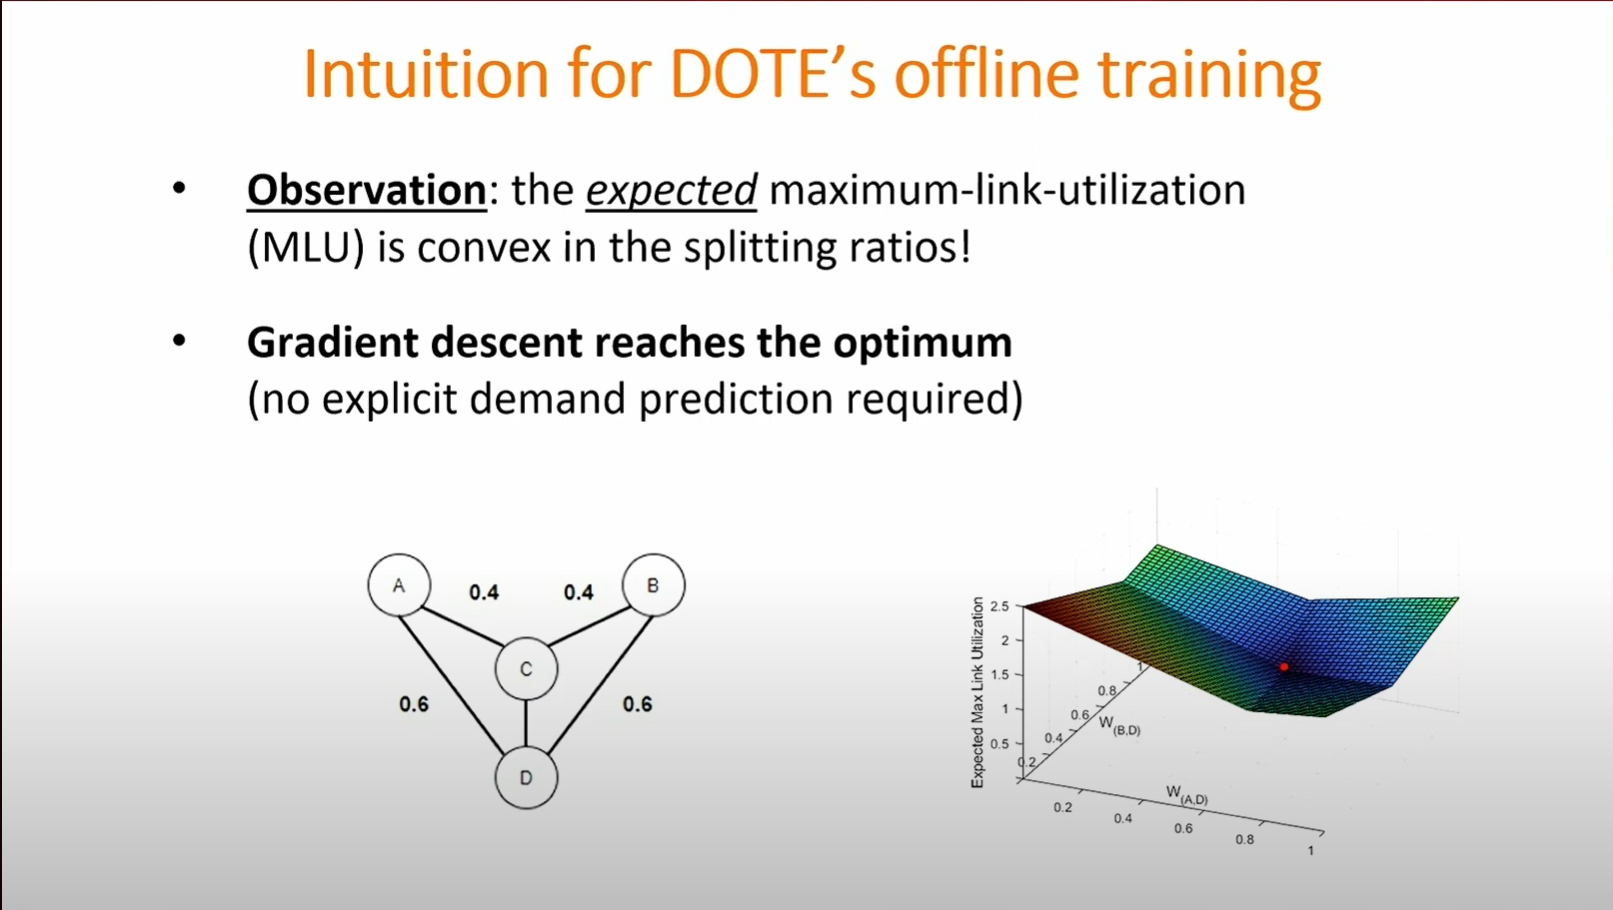 Intuition for DOTE's offline training
• Observation: the expected maximum-link-utilization
(MLU) is convex in the splitting ratios!
• Gradient descent reaches the optimum
(no explicit demand prediction required)
A
0.4
0.4
B
C
0.6
0.6
D
Expected Max Link Utilization
2.5
2
1.5
1
0.5
1
0.8
0.6
0.4
0.2
W(B,D)
W(A,D)
0.2
0.4
0.6
0.8
1